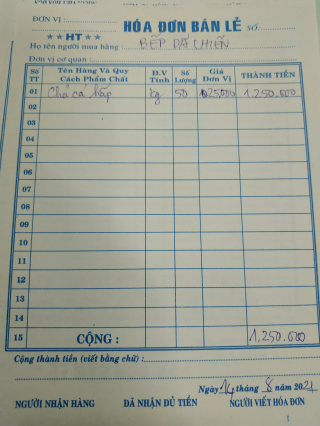 ĐƠN VỊ :
HÓA ĐƠN BÁN LẺ Số:
★★HT★★
Họ tên người mua hàng : BẾP DÃ CHIẾN
Đơn vị cơ quan :
Số TT Tên Hàng Và Quy Cách Phẩm Chất Đ.V Tính Số Lượng Giá Đơn Vị THÀNH TIỀN
01 Chả cá hấp kg 50 25,000 1.250.000
02
03
04
05
06
07
08
09
10
11
12
13
14
15 CỘNG : 1.250.000
Cộng thành tiền (viết bằng chữ) :
Ngày 14 tháng 8 năm 2021
NGƯỜI NHẬN HÀNG ĐÃ NHẬN ĐỦ TIỀN NGƯỜI VIẾT HÓA ĐƠN